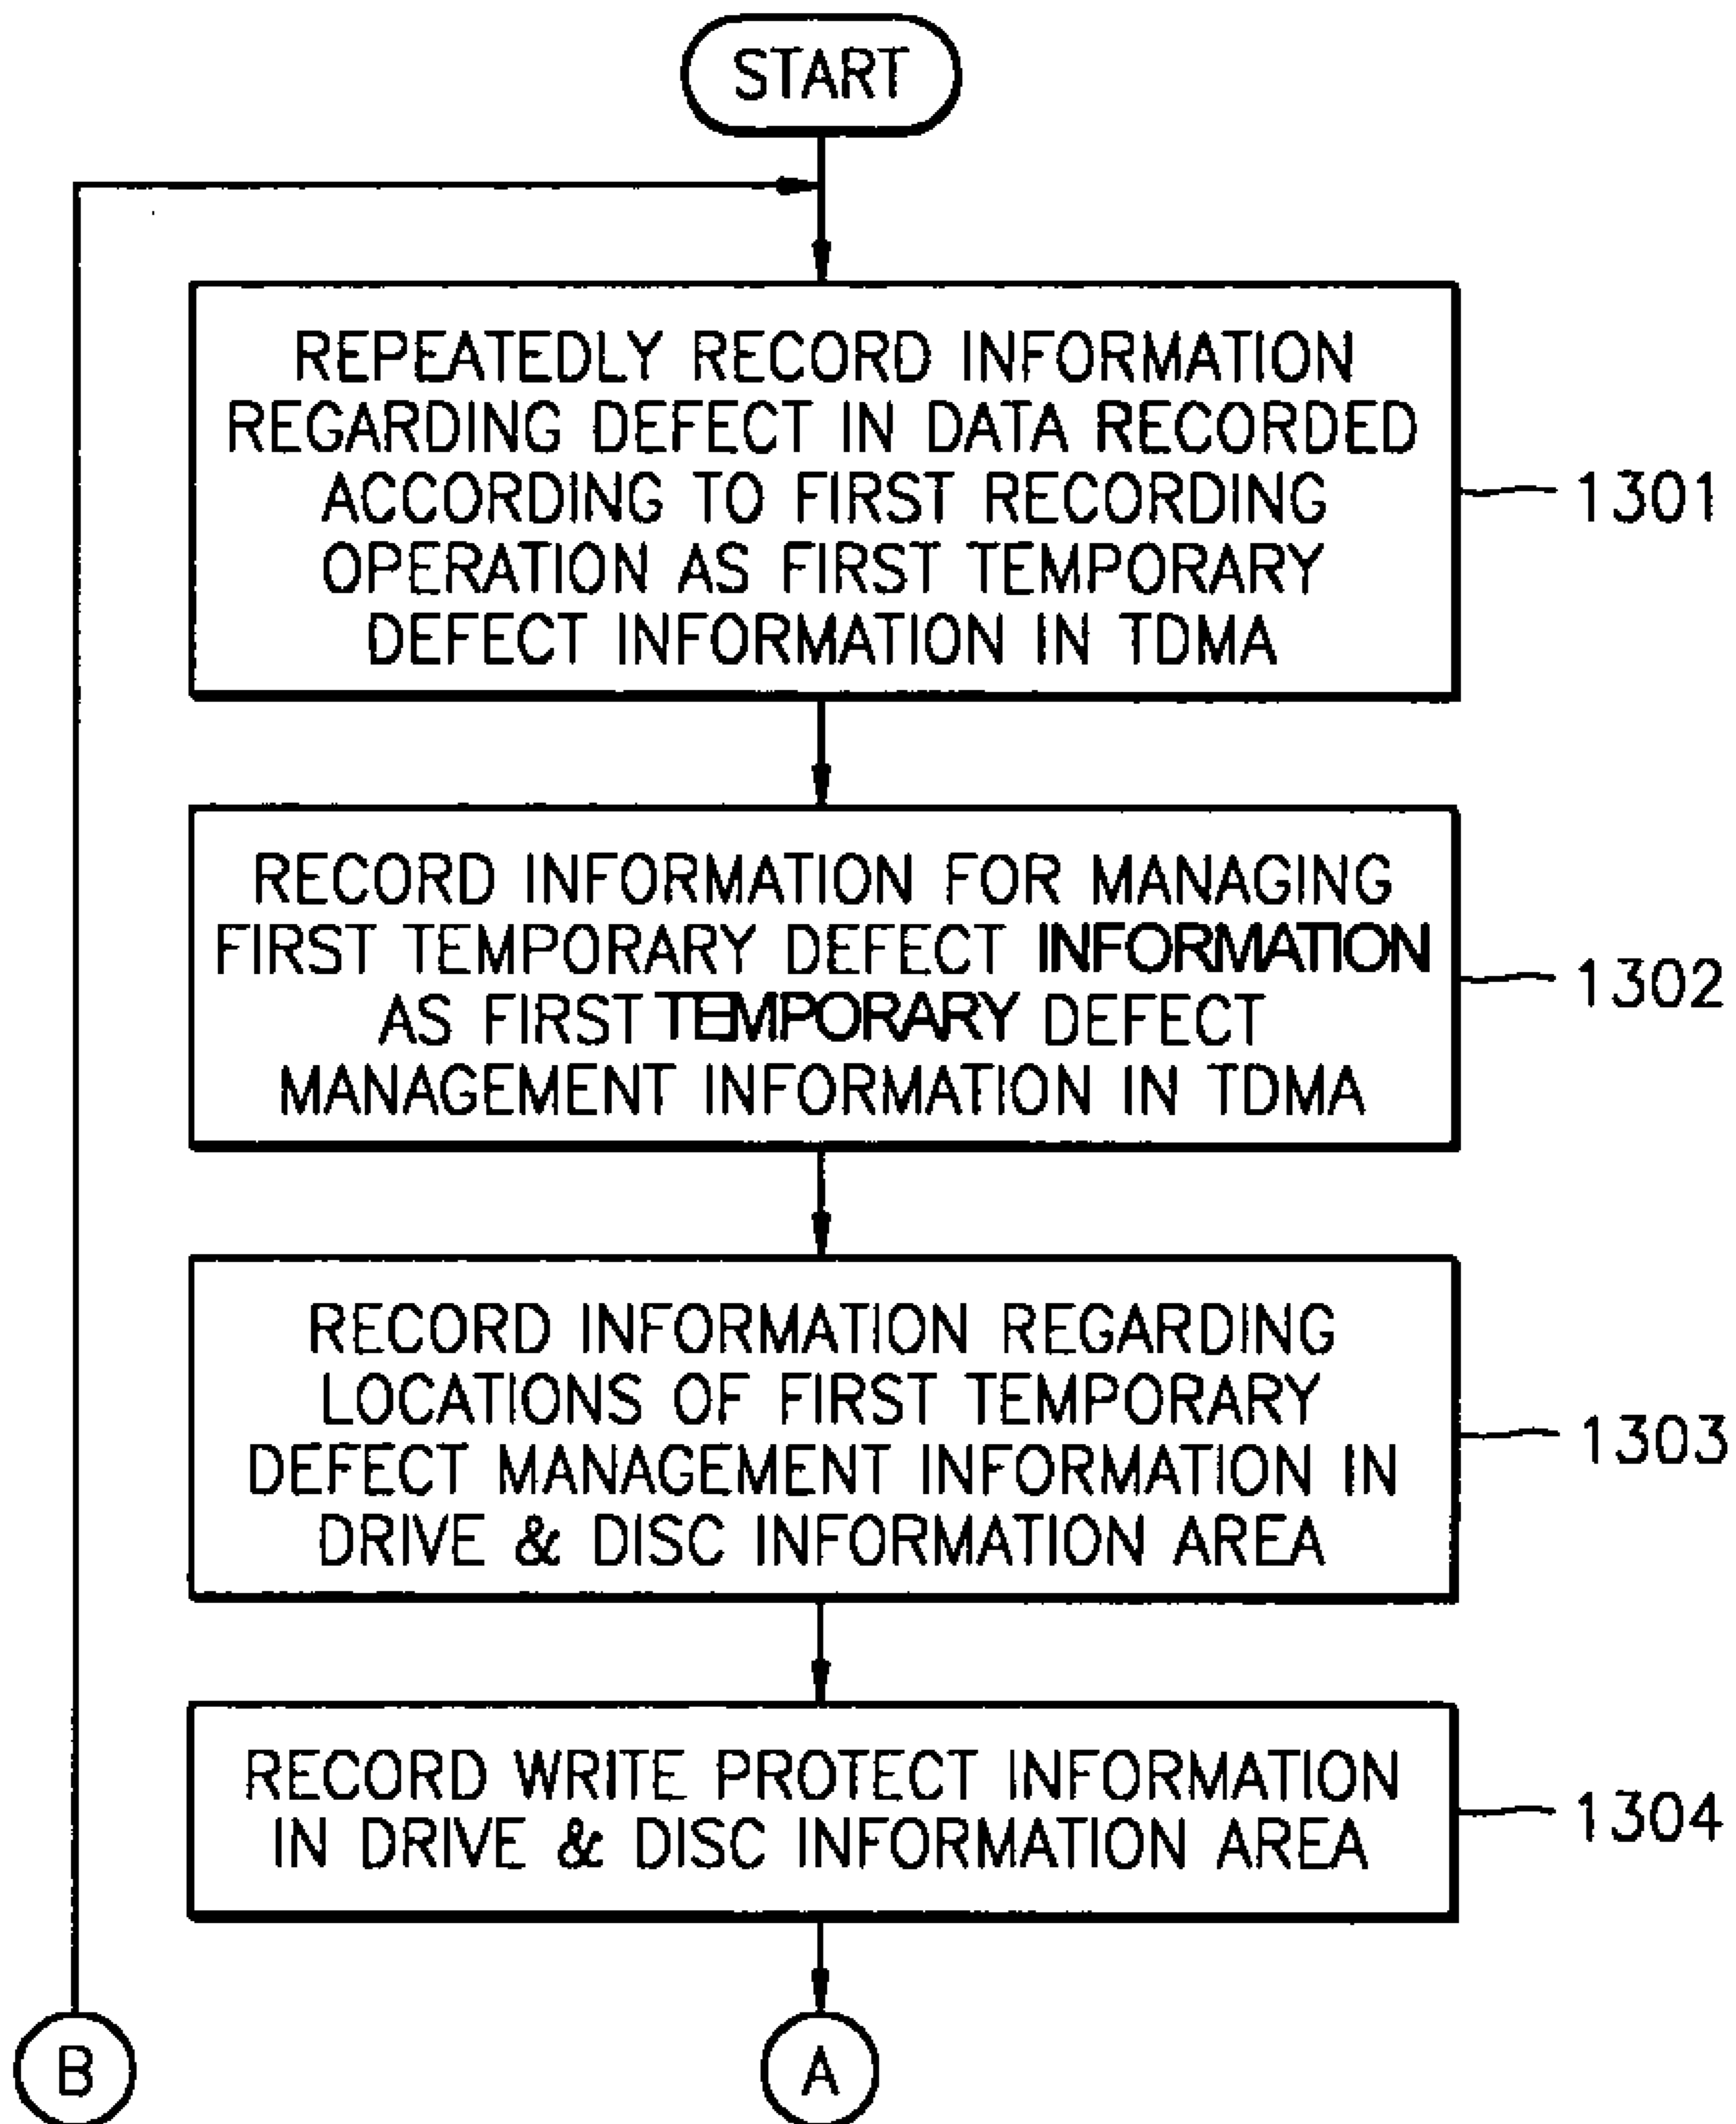 START
REPEATEDLY RECORD INFORMATION
REGARDING DEFECT IN DATA RECORDED
ACCORDING TO FIRST RECORDING
OPERATION AS FIRST TEMPORARY
DEFECT INFORMATION IN TDMA
1301
RECORD INFORMATION FOR MANAGING
FIRST TEMPORARY DEFECT INFORMATION
AS FIRST TEMPORARY DEFECT
MANAGEMENT INFORMATION IN TDMA
1302
RECORD INFORMATION REGARDING
LOCATIONS OF FIRST TEMPORARY
DEFECT MANAGEMENT INFORMATION IN
DRIVE & DISC INFORMATION AREA
1303
RECORD WRITE PROTECT INFORMATION
IN DRIVE & DISC INFORMATION AREA
1304
B
A